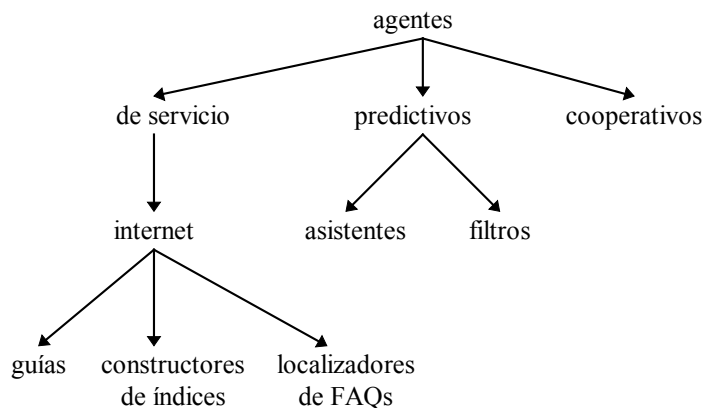 agentes
de servicio
predictivos
cooperativos
internet
asistentes
filtros
guías
constructores
de índices
localizadores
de FAQs